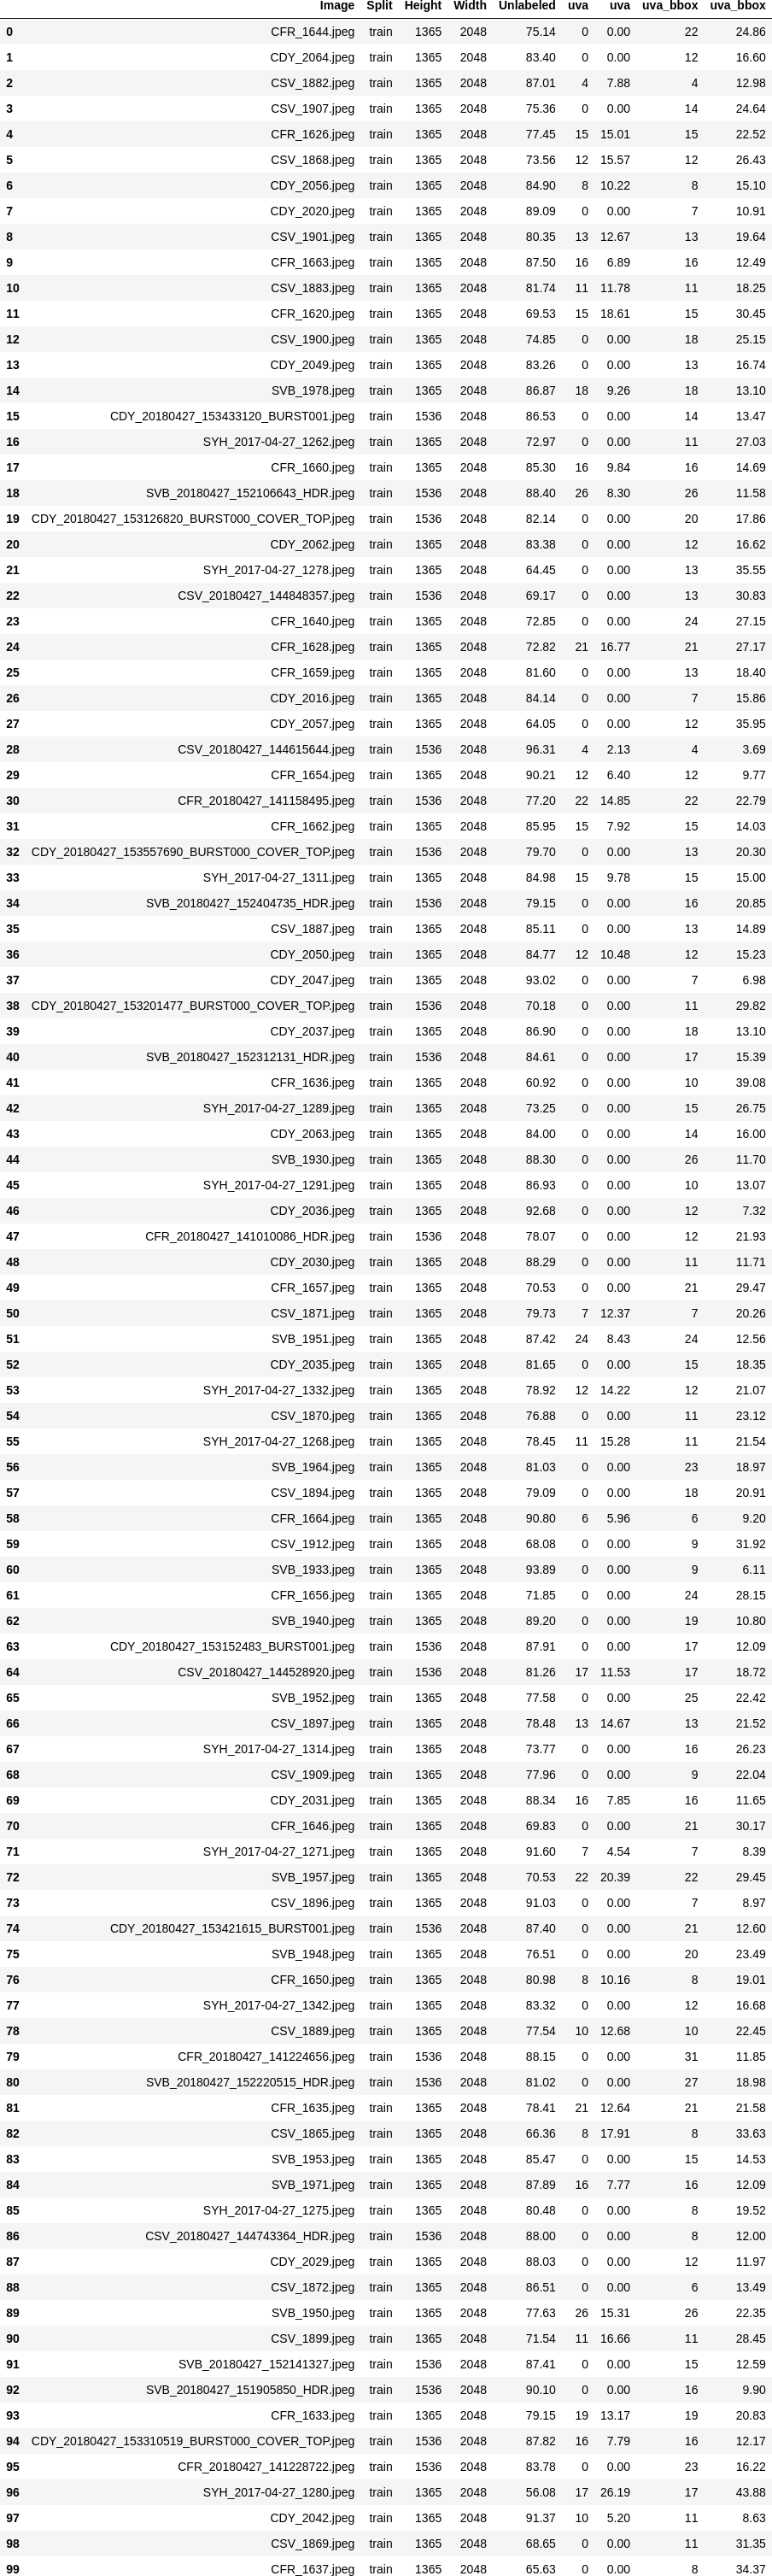 Image Split Height Width Unlabeled uva uva uva_bbox uva_bbox
0 CFR_1644.jpeg train 1365 2048 75.14 0 0.00 22 24.86
1 CDY_2064.jpeg train 1365 2048 83.40 0 0.00 12 16.60
2 CSV_1882.jpeg train 1365 2048 87.01 4 7.88 4 12.98
3 CSV_1907.jpeg train 1365 2048 75.36 0 0.00 14 24.64
4 CFR_1626.jpeg train 1365 2048 77.45 15 15.01 15 22.52
5 CSV_1868.jpeg train 1365 2048 73.56 12 15.57 12 26.43
6 CDY_2056.jpeg train 1365 2048 84.90 8 10.22 8 15.10
7 CDY_2020.jpeg train 1365 2048 89.09 0 0.00 7 10.91
8 CSV_1901.jpeg train 1365 2048 80.35 13 12.67 13 19.64
9 CFR_1663.jpeg train 1365 2048 87.50 16 6.89 16 12.49
10 CSV_1883.jpeg train 1365 2048 81.74 11 11.78 11 18.25
11 CFR_1620.jpeg train 1365 2048 69.53 15 18.61 15 30.45
12 CSV_1900.jpeg train 1365 2048 74.85 0 0.00 18 25.15
13 CDY_2049.jpeg train 1365 2048 83.26 0 0.00 13 16.74
14 SVB_1978.jpeg train 1365 2048 86.87 18 9.26 18 13.10
15 CDY_20180427_153433120_BURST001.jpeg train 1536 2048 86.53 0 0.00 14 13.47
16 SYH_2017-04-27_1262.jpeg train 1365 2048 72.97 0 0.00 11 27.03
17 CFR_1660.jpeg train 1365 2048 85.30 16 9.84 16 14.69
18 SVB_20180427_152106643_HDR.jpeg train 1536 2048 88.40 26 8.30 26 11.58
19 CDY_20180427_153126820_BURST000_COVER_TOP.jpeg train 1536 2048 82.14 0 0.00 20 17.86
20 CDY_2062.jpeg train 1365 2048 83.38 0 0.00 12 16.62
21 SYH_2017-04-27_1278.jpeg train 1365 2048 64.45 0 0.00 13 35.55
22 CSV_20180427_144848357.jpeg train 1536 2048 69.17 0 0.00 13 30.83
23 CFR_1640.jpeg train 1365 2048 72.85 0 0.00 24 27.15
24 CFR_1628.jpeg train 1365 2048 72.82 21 16.77 21 27.17
25 CFR_1659.jpeg train 1365 2048 81.60 0 0.00 13 18.40
26 CDY_2016.jpeg train 1365 2048 84.14 0 0.00 7 15.86
27 CDY_2057.jpeg train 1365 2048 64.05 0 0.00 12 35.95
28 CSV_20180427_144615644.jpeg train 1536 2048 96.31 4 2.13 4 3.69
29 CFR_1654.jpeg train 1365 2048 90.21 12 6.40 12 9.77
30 CFR_20180427_141158495.jpeg train 1536 2048 77.20 22 14.85 22 22.79
31 CFR_1662.jpeg train 1365 2048 85.95 15 7.92 15 14.03
32 CDY_20180427_153557690_BURST000_COVER_TOP.jpeg train 1536 2048 79.70 0 0.00 13 20.30
33 SYH_2017-04-27_1311.jpeg train 1365 2048 84.98 15 9.78 15 15.00
34 SVB_20180427_152404735_HDR.jpeg train 1536 2048 79.15 0 0.00 16 20.85
35 CSV_1887.jpeg train 1365 2048 85.11 0 0.00 13 14.89
36 CDY_2050.jpeg train 1365 2048 84.77 12 10.48 12 15.23
37 CDY_2047.jpeg train 1365 2048 93.02 0 0.00 7 6.98
38 CDY_20180427_153201477_BURST000_COVER_TOP.jpeg train 1536 2048 70.18 0 0.00 11 29.82
39 CDY_2037.jpeg train 1365 2048 86.90 0 0.00 18 13.10
40 SVB_20180427_152312131_HDR.jpeg train 1536 2048 84.61 0 0.00 17 15.39
41 CFR_1636.jpeg train 1365 2048 60.92 0 0.00 10 39.08
42 SYH_2017-04-27_1289.jpeg train 1365 2048 73.25 0 0.00 15 26.75
43 CDY_2063.jpeg train 1365 2048 84.00 0 0.00 14 16.00
44 SVB_1930.jpeg train 1365 2048 88.30 0 0.00 26 11.70
45 SYH_2017-04-27_1291.jpeg train 1365 2048 86.93 0 0.00 10 13.07
46 CDY_2036.jpeg train 1365 2048 92.68 0 0.00 12 7.32
47 CFR_20180427_141010086_HDR.jpeg train 1536 2048 78.07 0 0.00 12 21.93
48 CDY_2030.jpeg train 1365 2048 88.29 0 0.00 11 11.71
49 CFR_1657.jpeg train 1365 2048 70.53 0 0.00 21 29.47
50 CSV_1871.jpeg train 1365 2048 79.73 7 12.37 7 20.26
51 SVB_1951.jpeg train 1365 2048 87.42 24 8.43 24 12.56
52 CDY_2035.jpeg train 1365 2048 81.65 0 0.00 15 18.35
53 SYH_2017-04-27_1332.jpeg train 1365 2048 78.92 12 14.22 12 21.07
54 CSV_1870.jpeg train 1365 2048 76.88 0 0.00 11 23.12
55 SYH_2017-04-27_1268.jpeg train 1365 2048 78.45 11 15.28 11 21.54
56 SVB_1964.jpeg train 1365 2048 81.03 0 0.00 23 18.97
57 CSV_1894.jpeg train 1365 2048 79.09 0 0.00 18 20.91
58 CFR_1664.jpeg train 1365 2048 90.80 6 5.96 6 9.20
59 CSV_1912.jpeg train 1365 2048 68.08 0 0.00 9 31.92
60 SVB_1933.jpeg train 1365 2048 93.89 0 0.00 9 6.11
61 CFR_1656.jpeg train 1365 2048 71.85 0 0.00 24 28.15
62 SVB_1940.jpeg train 1365 2048 89.20 0 0.00 19 10.80
63 CDY_20180427_153152483_BURST001.jpeg train 1536 2048 87.91 0 0.00 17 12.09
64 CSV_20180427_144528920.jpeg train 1536 2048 81.26 17 11.53 17 18.72
65 SVB_1952.jpeg train 1365 2048 77.58 0 0.00 25 22.42
66 CSV_1897.jpeg train 1365 2048 78.48 13 14.67 13 21.52
67 SYH_2017-04-27_1314.jpeg train 1365 2048 73.77 0 0.00 16 26.23
68 CSV_1909.jpeg train 1365 2048 77.96 0 0.00 9 22.04
69 CDY_2031.jpeg train 1365 2048 88.34 16 7.85 16 11.65
70 CFR_1646.jpeg train 1365 2048 69.83 0 0.00 21 30.17
71 SYH_2017-04-27_1271.jpeg train 1365 2048 91.60 7 4.54 7 8.39
72 SVB_1957.jpeg train 1365 2048 70.53 22 20.39 22 29.45
73 CSV_1896.jpeg train 1365 2048 91.03 0 0.00 7 8.97
74 CDY_20180427_153421615_BURST001.jpeg train 1536 2048 87.40 0 0.00 21 12.60
75 SVB_1948.jpeg train 1365 2048 76.51 0 0.00 20 23.49
76 CFR_1650.jpeg train 1365 2048 80.98 8 10.16 8 19.01
77 SYH_2017-04-27_1342.jpeg train 1365 2048 83.32 0 0.00 12 16.68
78 CSV_1889.jpeg train 1365 2048 77.54 10 12.68 10 22.45
79 CFR_20180427_141224656.jpeg train 1536 2048 88.15 0 0.00 31 11.85
80 SVB_20180427_152220515_HDR.jpeg train 1536 2048 81.02 0 0.00 27 18.98
81 CFR_1635.jpeg train 1365 2048 78.41 21 12.64 21 21.58
82 CSV_1865.jpeg train 1365 2048 66.36 8 17.91 8 33.63
83 SVB_1953.jpeg train 1365 2048 85.47 0 0.00 15 14.53
84 SVB_1971.jpeg train 1365 2048 87.89 16 7.77 16 12.09
85 SYH_2017-04-27_1275.jpeg train 1365 2048 80.48 0 0.00 8 19.52
86 CSV_20180427_144743364_HDR.jpeg train 1536 2048 88.00 0 0.00 8 12.00
87 CDY_2029.jpeg train 1365 2048 88.03 0 0.00 12 11.97
88 CSV_1872.jpeg train 1365 2048 86.51 0 0.00 6 13.49
89 SVB_1950.jpeg train 1365 2048 77.63 26 15.31 26 22.35
90 CSV_1899.jpeg train 1365 2048 71.54 11 16.66 11 28.45
91 SVB_20180427_152141327.jpeg train 1536 2048 87.41 0 0.00 15 12.59
92 SVB_20180427_151905850_HDR.jpeg train 1536 2048 90.10 0 0.00 16 9.90
93 CFR_1633.jpeg train 1365 2048 79.15 19 13.17 19 20.83
94 CDY_20180427_153310519_BURST000_COVER_TOP.jpeg train 1536 2048 87.82 16 7.79 16 12.17
95 CFR_20180427_141228722.jpeg train 1536 2048 83.78 0 0.00 23 16.22
96 SYH_2017-04-27_1280.jpeg train 1365 2048 56.08 17 26.19 17 43.88
97 CDY_2042.jpeg train 1365 2048 91.37 10 5.20 11 8.63
98 CSV_1869.jpeg train 1365 2048 68.65 0 0.00 11 31.35
99 CFR_1637.jpeg train 1365 2048 65.63 0 0.00 8 34.37